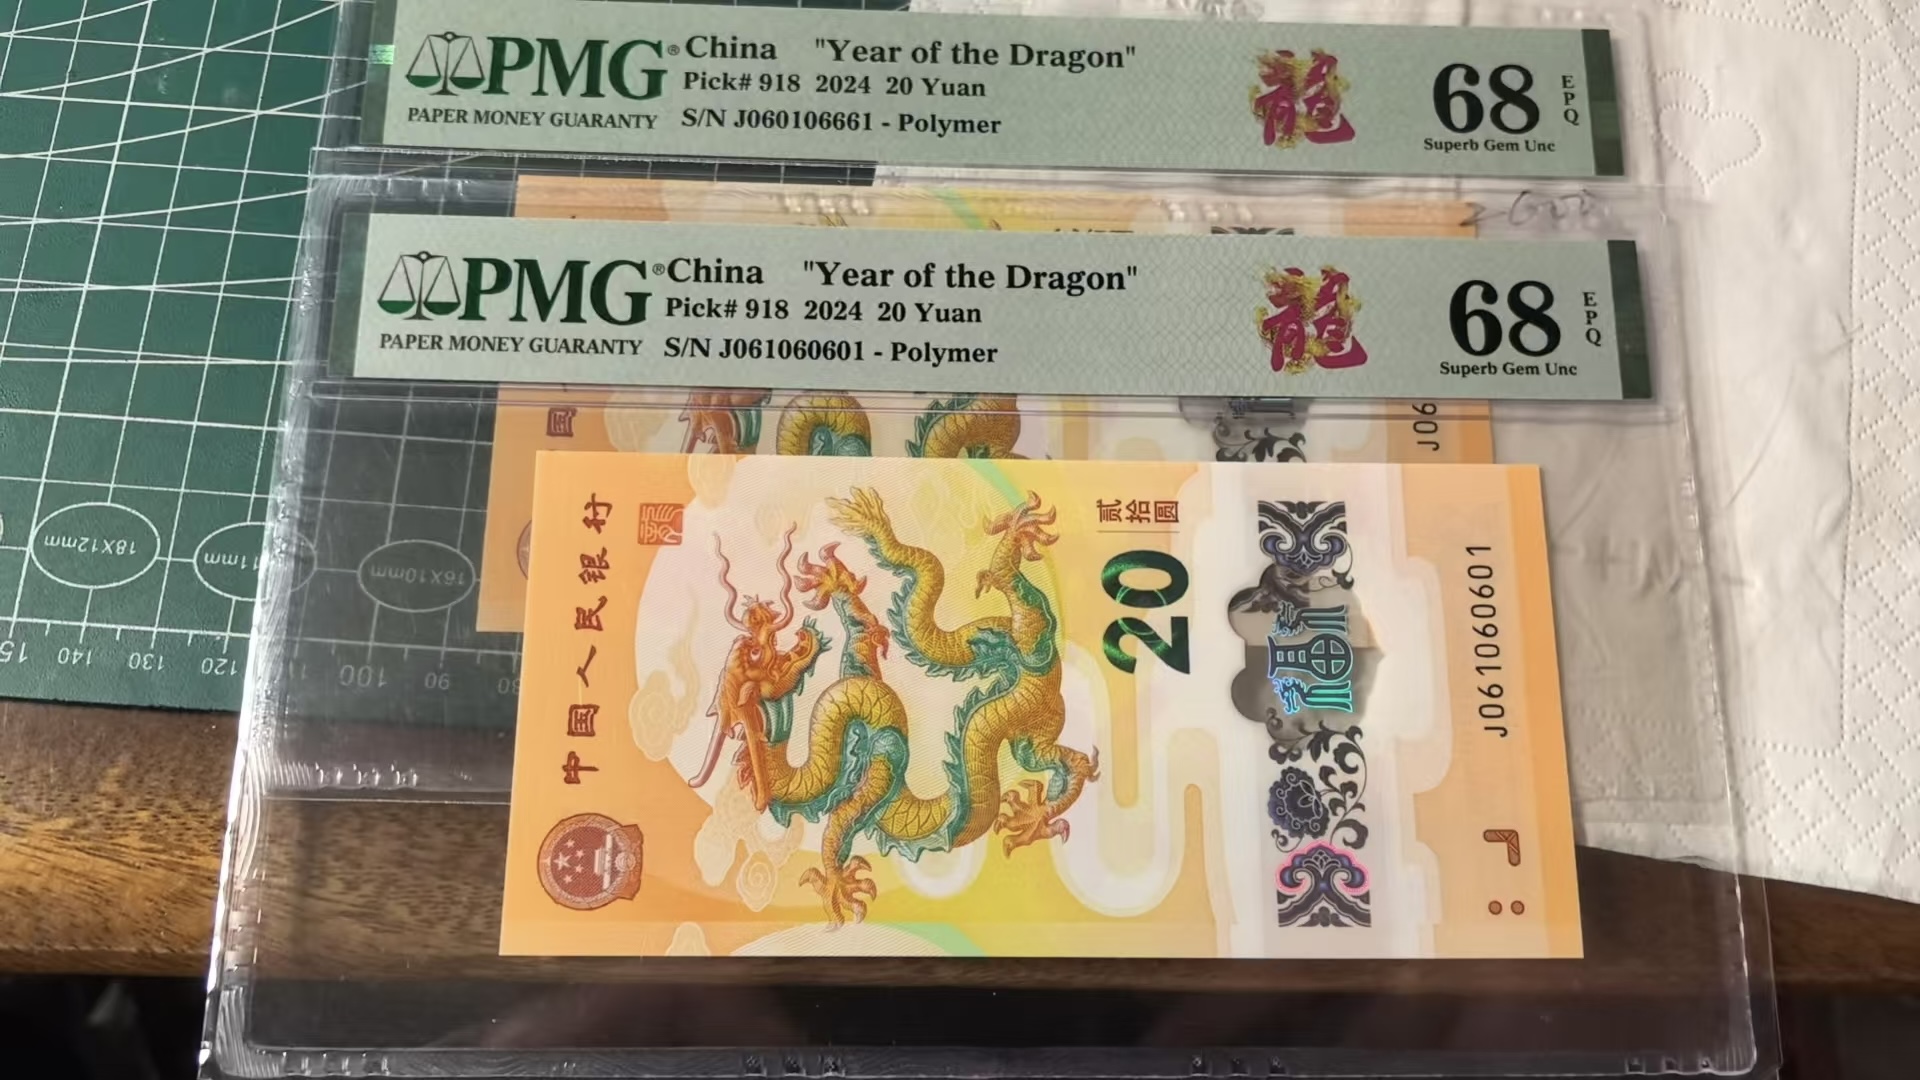 PMG® China "Year of the Dragon"
Pick# 918 2024 20 Yuan
PAPER MONEY GUARANTY S/N J060106661 - Polymer
龍
68 EPQ
Superb Gem Unc
PMG® China "Year of the Dragon"
Pick# 918 2024 20 Yuan
PAPER MONEY GUARANTY S/N J061060601 - Polymer
龍
68 EPQ
Superb Gem Unc
J06
中国人民银行
贰拾圆
20
福
J061060601
18X12mm
16X10mm
140
130
120
100
90